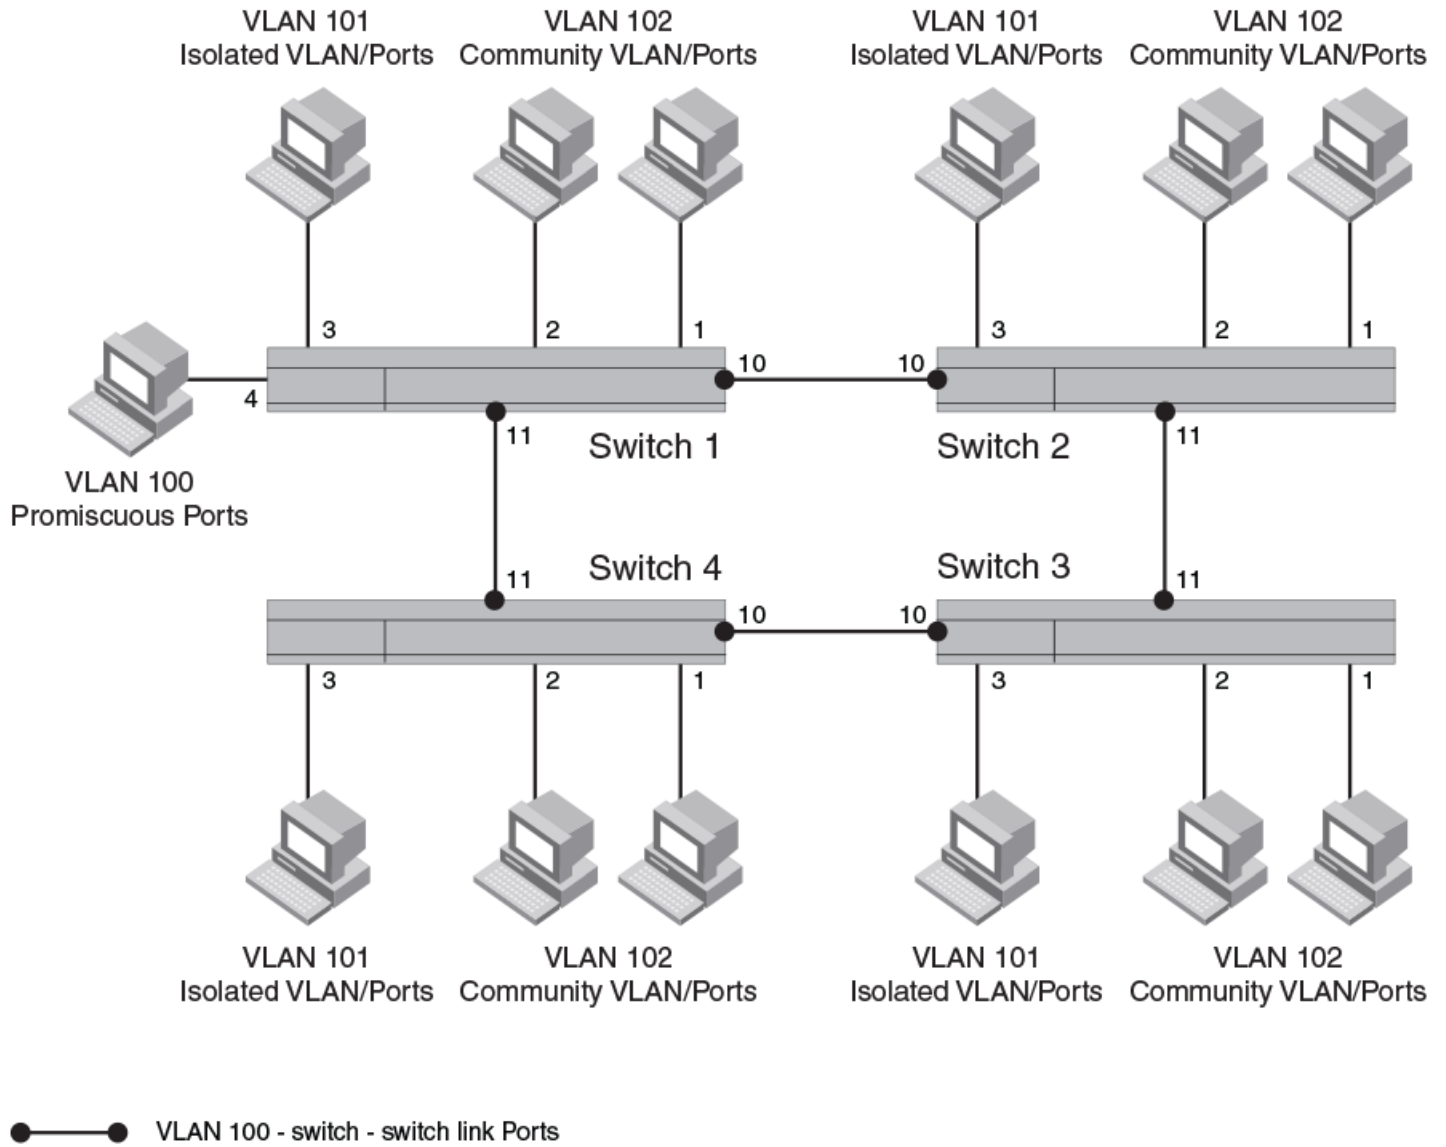 VLAN 101
Isolated VLAN/Ports
VLAN 102
Community VLAN/Ports
VLAN 101
Isolated VLAN/Ports
VLAN 102
Community VLAN/Ports
3
2
1
3
2
1
10
10
4
11
Switch 1
Switch 2
11
VLAN 100
Promiscuous Ports
11
Switch 4
Switch 3
11
10
10
3
2
1
3
2
1
VLAN 101
Isolated VLAN/Ports
VLAN 102
Community VLAN/Ports
VLAN 101
Isolated VLAN/Ports
VLAN 102
Community VLAN/Ports
VLAN 100 - switch - switch link Ports